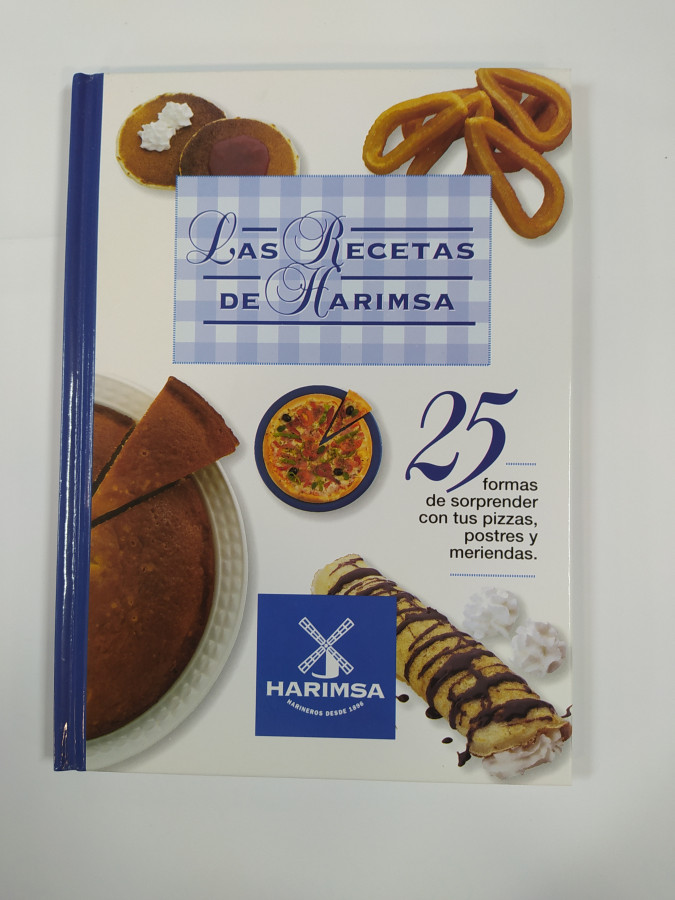 LAS RECETAS
DE HARIMSA
25
formas
de sorprender
con tus pizzas,
postres y
meriendas.
HARIMSA
HARINEROS DESDE 1896